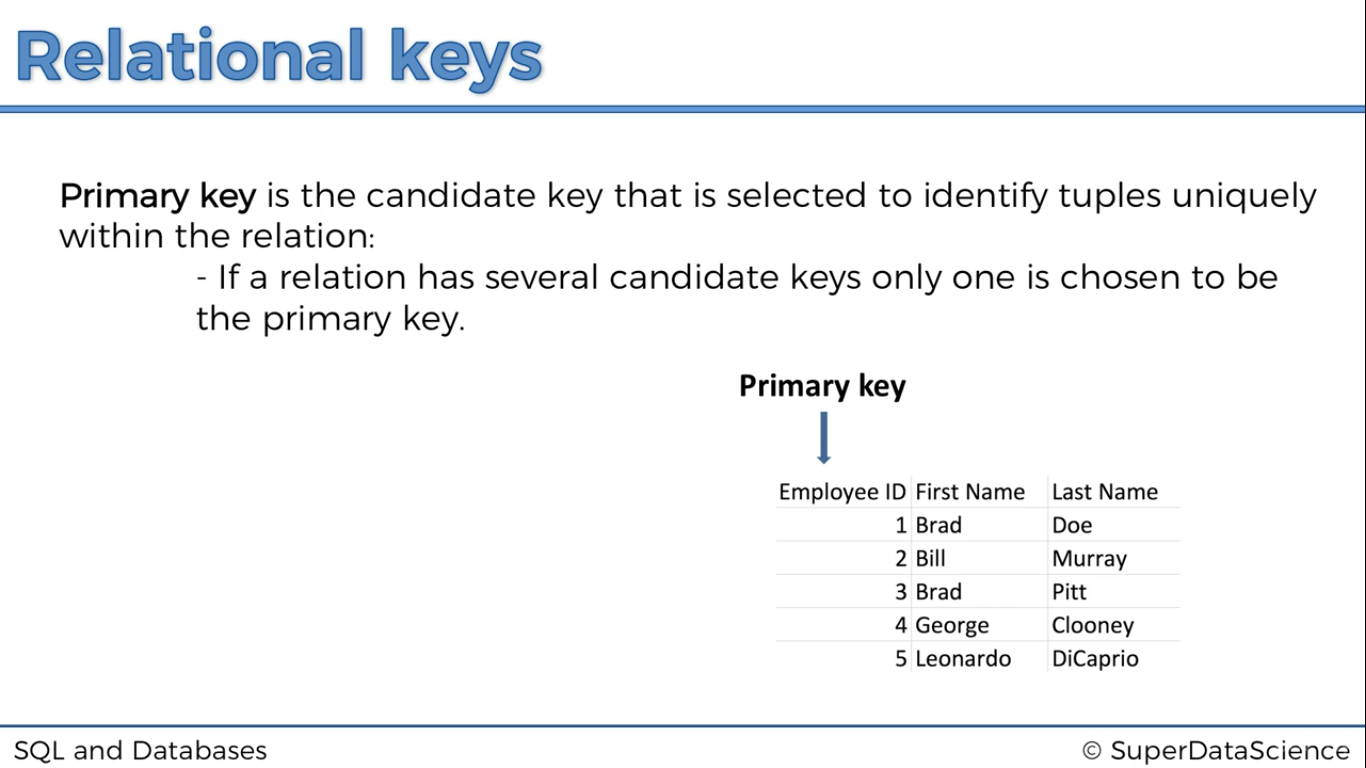 Relational keys
Primary key is the candidate key that is selected to identify tuples uniquely
within the relation:
- If a relation has several candidate keys only one is chosen to be
the primary key.
Primary key
Employee ID First Name Last Name
1 Brad Doe
2 Bill Murray
3 Brad Pitt
4 George Clooney
5 Leonardo DiCaprio
SQL and Databases © SuperDataScience